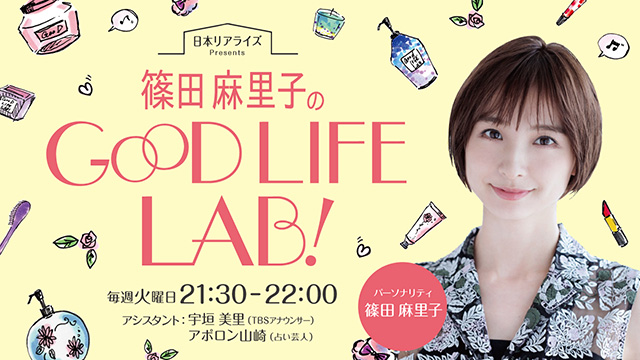 日本リアライズ
Presents
篠田 麻里子の
GOOD LIFE
LAB!
毎週火曜日 21:30-22:00
アシスタント：宇垣 美里（TBSアナウンサー）
アポロン山崎（占い芸人）
パーソナリティ
篠田 麻里子